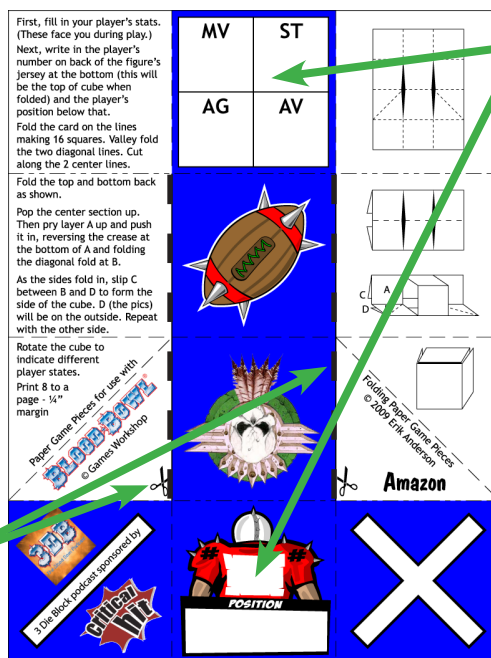 First, fill in your player's stats.
(These face you during play.)
Next, write in the player's
number on back of the figure's
jersey at the bottom (this will
be the top of cube when
folded) and the player's
position below that.
Fold the card on the lines
making 16 squares. Valley fold
the two diagonal lines. Cut
along the 2 center lines.
MV
ST
AG
AV
Fold the top and bottom back
as shown.
Pop the center section up.
Then pry layer A up and push
it in, reversing the crease at
the bottom of A and folding
the diagonal fold at B.
As the sides fold in, slip C
between B and D to form the
side of the cube. D (the pics)
will be on the outside. Repeat
with the other side.
A
C
D
Rotate the cube to
indicate different
player states.
Print 8 to a
page - ¼"
margin
Paper Game Pieces for use with
BLOOD BOWL
© Games Workshop
Folding Paper Game Pieces
© 2009 Erik Anderson
Amazon
3DB
3 Die Block podcast sponsored by
critical
hit
# #
POSITION